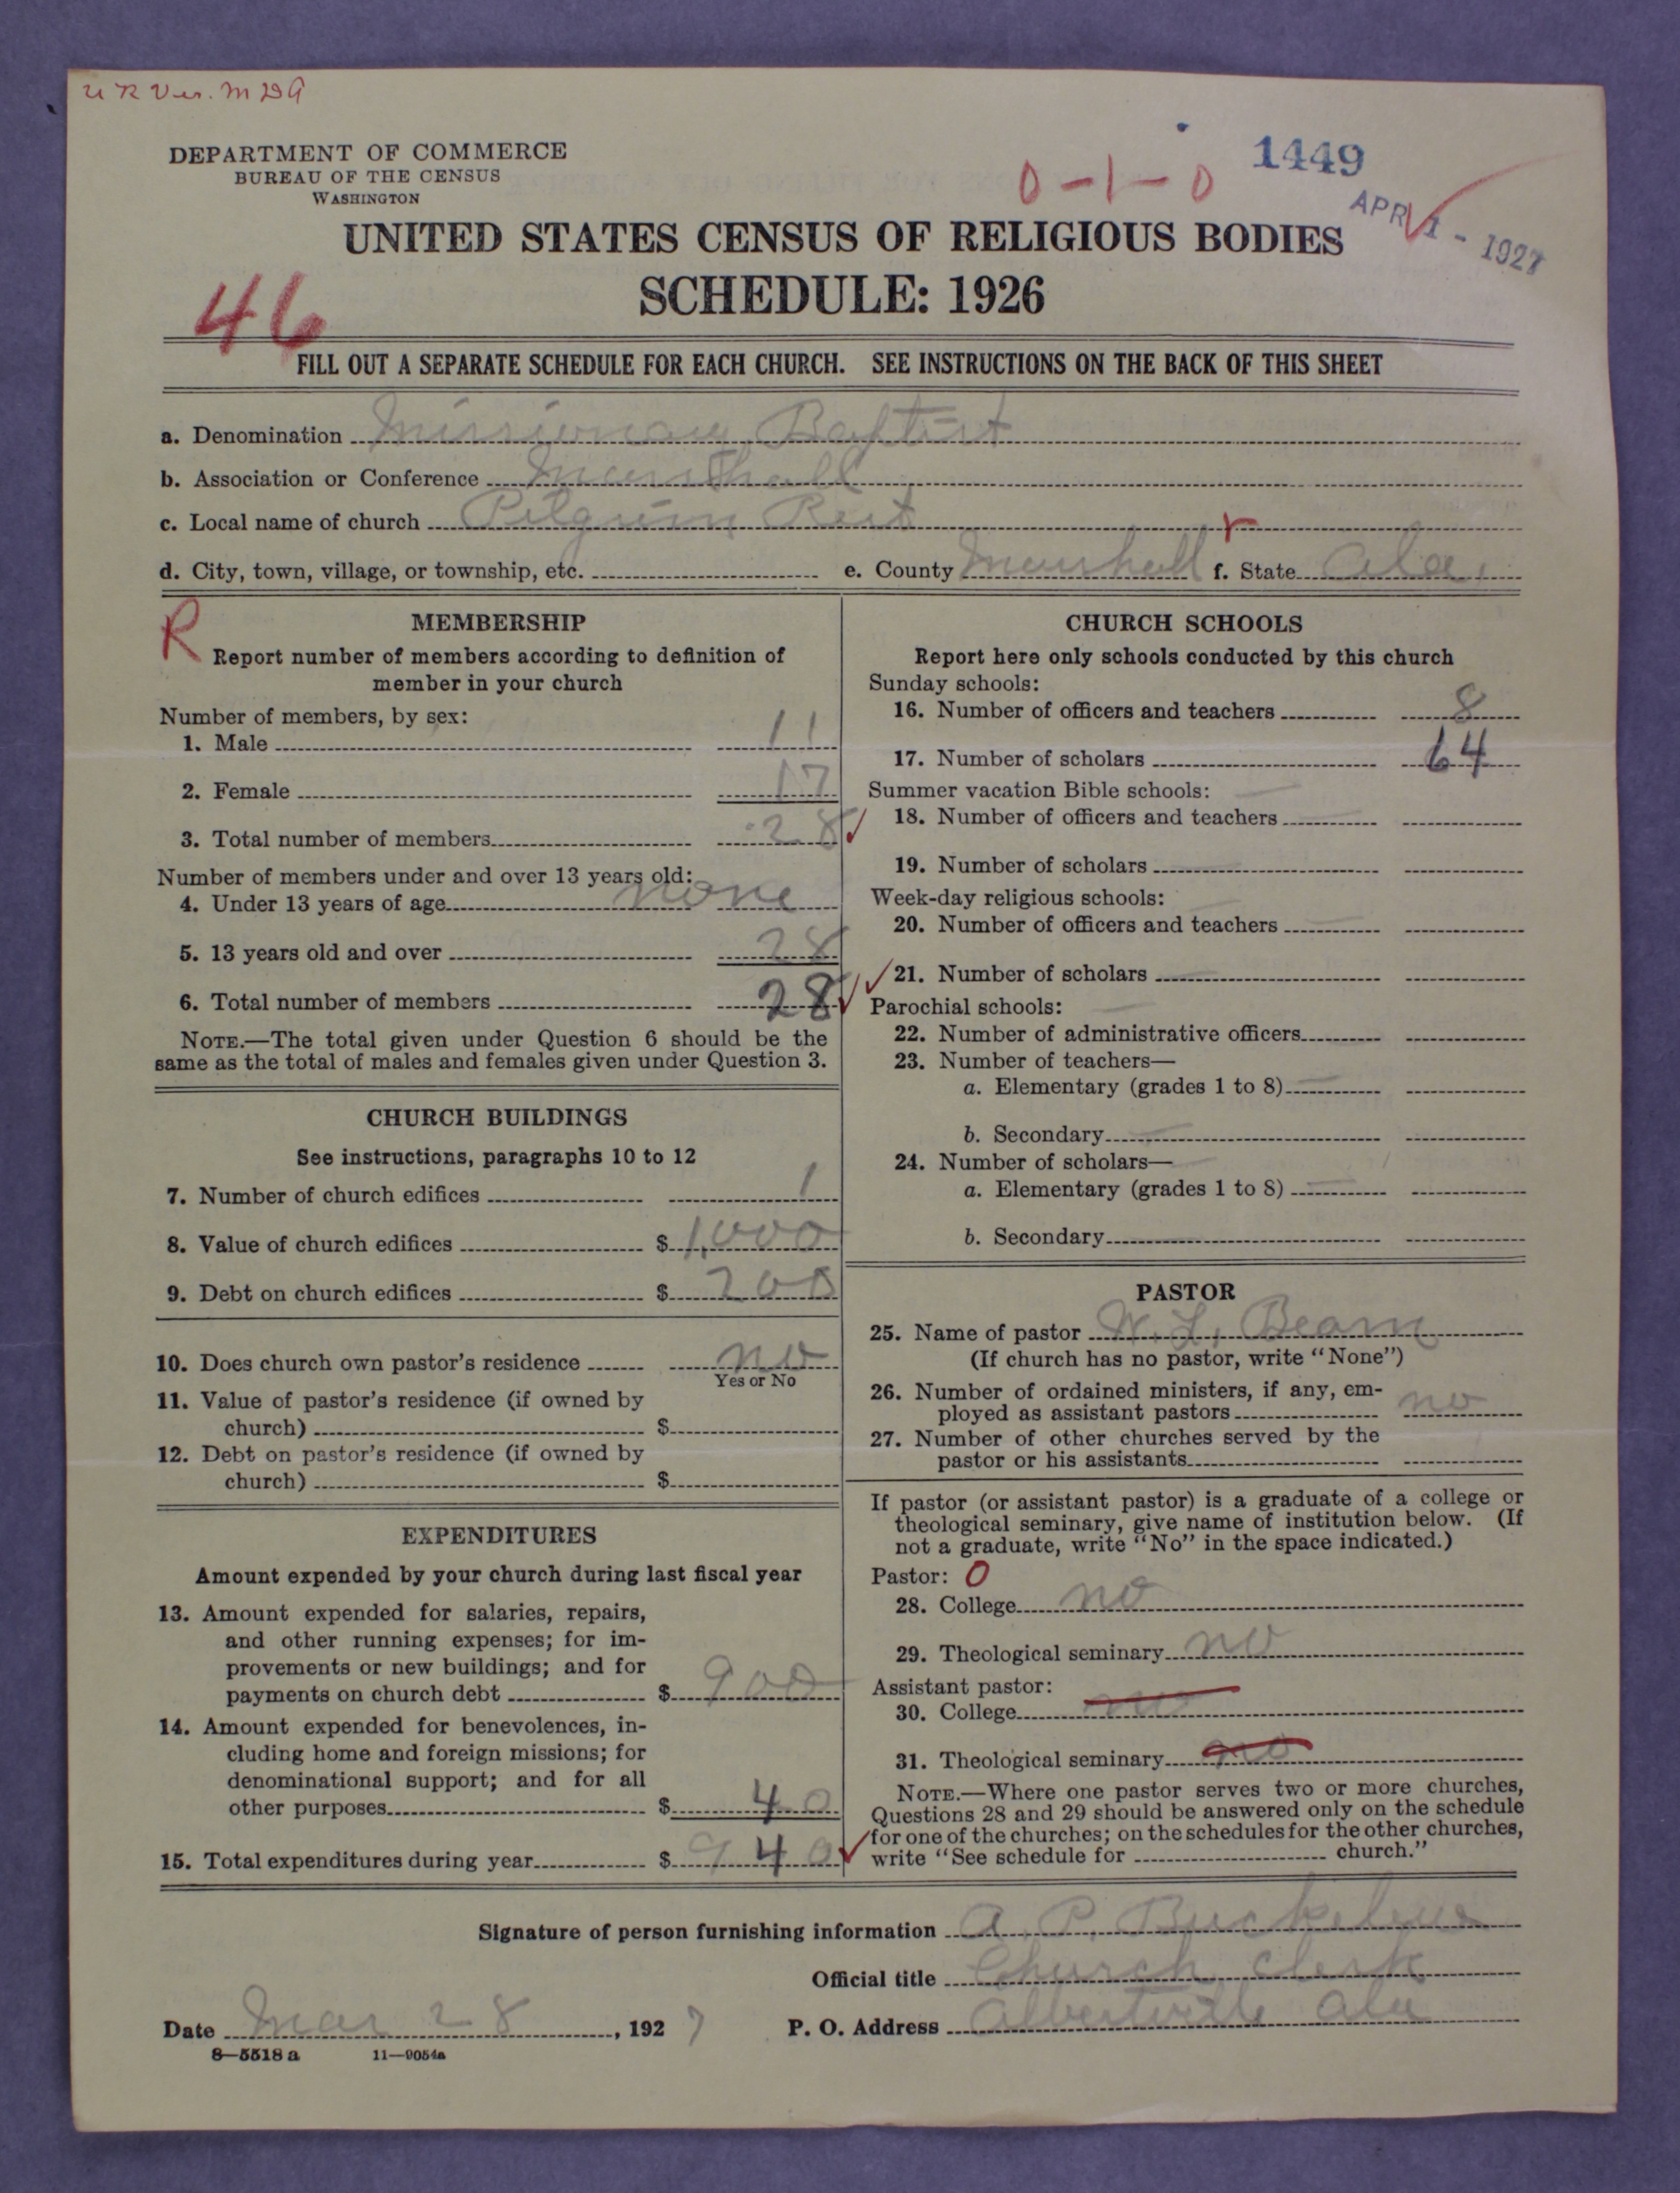 U R Ver. M D G
DEPARTMENT OF COMMERCE
BUREAU OF THE CENSUS
WASHINGTON
0-1-0
1449
APR 1 - 1927
UNITED STATES CENSUS OF RELIGIOUS BODIES
SCHEDULE: 1926
46
FILL OUT A SEPARATE SCHEDULE FOR EACH CHURCH. SEE INSTRUCTIONS ON THE BACK OF THIS SHEET
a. Denomination Missionary Baptist
b. Association or Conference Marshall
c. Local name of church Pilgrim Rest
d. City, town, village, or township, etc. e. County Marshall f. State Ala.
R
MEMBERSHIP
Report number of members according to definition of
member in your church
Number of members, by sex:
1. Male 11
2. Female 17
3. Total number of members 28
Number of members under and over 13 years old:
4. Under 13 years of age none
5. 13 years old and over 28
6. Total number of members 28
NOTE.—The total given under Question 6 should be the
same as the total of males and females given under Question 3.
CHURCH BUILDINGS
See instructions, paragraphs 10 to 12
7. Number of church edifices 1
8. Value of church edifices $ 1,000
9. Debt on church edifices $ 200
10. Does church own pastor's residence no
Yes or No
11. Value of pastor's residence (if owned by
church) $
12. Debt on pastor's residence (if owned by
church) $
EXPENDITURES
Amount expended by your church during last fiscal year
13. Amount expended for salaries, repairs,
and other running expenses; for im-
provements or new buildings; and for
payments on church debt $ 900
14. Amount expended for benevolences, in-
cluding home and foreign missions; for
denominational support; and for all
other purposes $ 40
15. Total expenditures during year $ 940
CHURCH SCHOOLS
Report here only schools conducted by this church
Sunday schools:
16. Number of officers and teachers 8
17. Number of scholars 64
Summer vacation Bible schools:
18. Number of officers and teachers
19. Number of scholars
Week-day religious schools:
20. Number of officers and teachers
21. Number of scholars
Parochial schools:
22. Number of administrative officers
23. Number of teachers—
a. Elementary (grades 1 to 8)
b. Secondary
24. Number of scholars—
a. Elementary (grades 1 to 8)
b. Secondary
PASTOR
25. Name of pastor W. L. Beam
(If church has no pastor, write "None")
26. Number of ordained ministers, if any, em-
ployed as assistant pastors no
27. Number of other churches served by the
pastor or his assistants
If pastor (or assistant pastor) is a graduate of a college or
theological seminary, give name of institution below. (If
not a graduate, write "No" in the space indicated.)
Pastor: 0
28. College no
29. Theological seminary no
Assistant pastor:
30. College no
31. Theological seminary no
NOTE.—Where one pastor serves two or more churches,
Questions 28 and 29 should be answered only on the schedule
for one of the churches; on the schedules for the other churches,
write "See schedule for church."
Signature of person furnishing information A. P. Buckelew
Official title Church clerk
Date Mar 28, 1927 P. O. Address Albertville Ala
8—5518 a 11—9054a